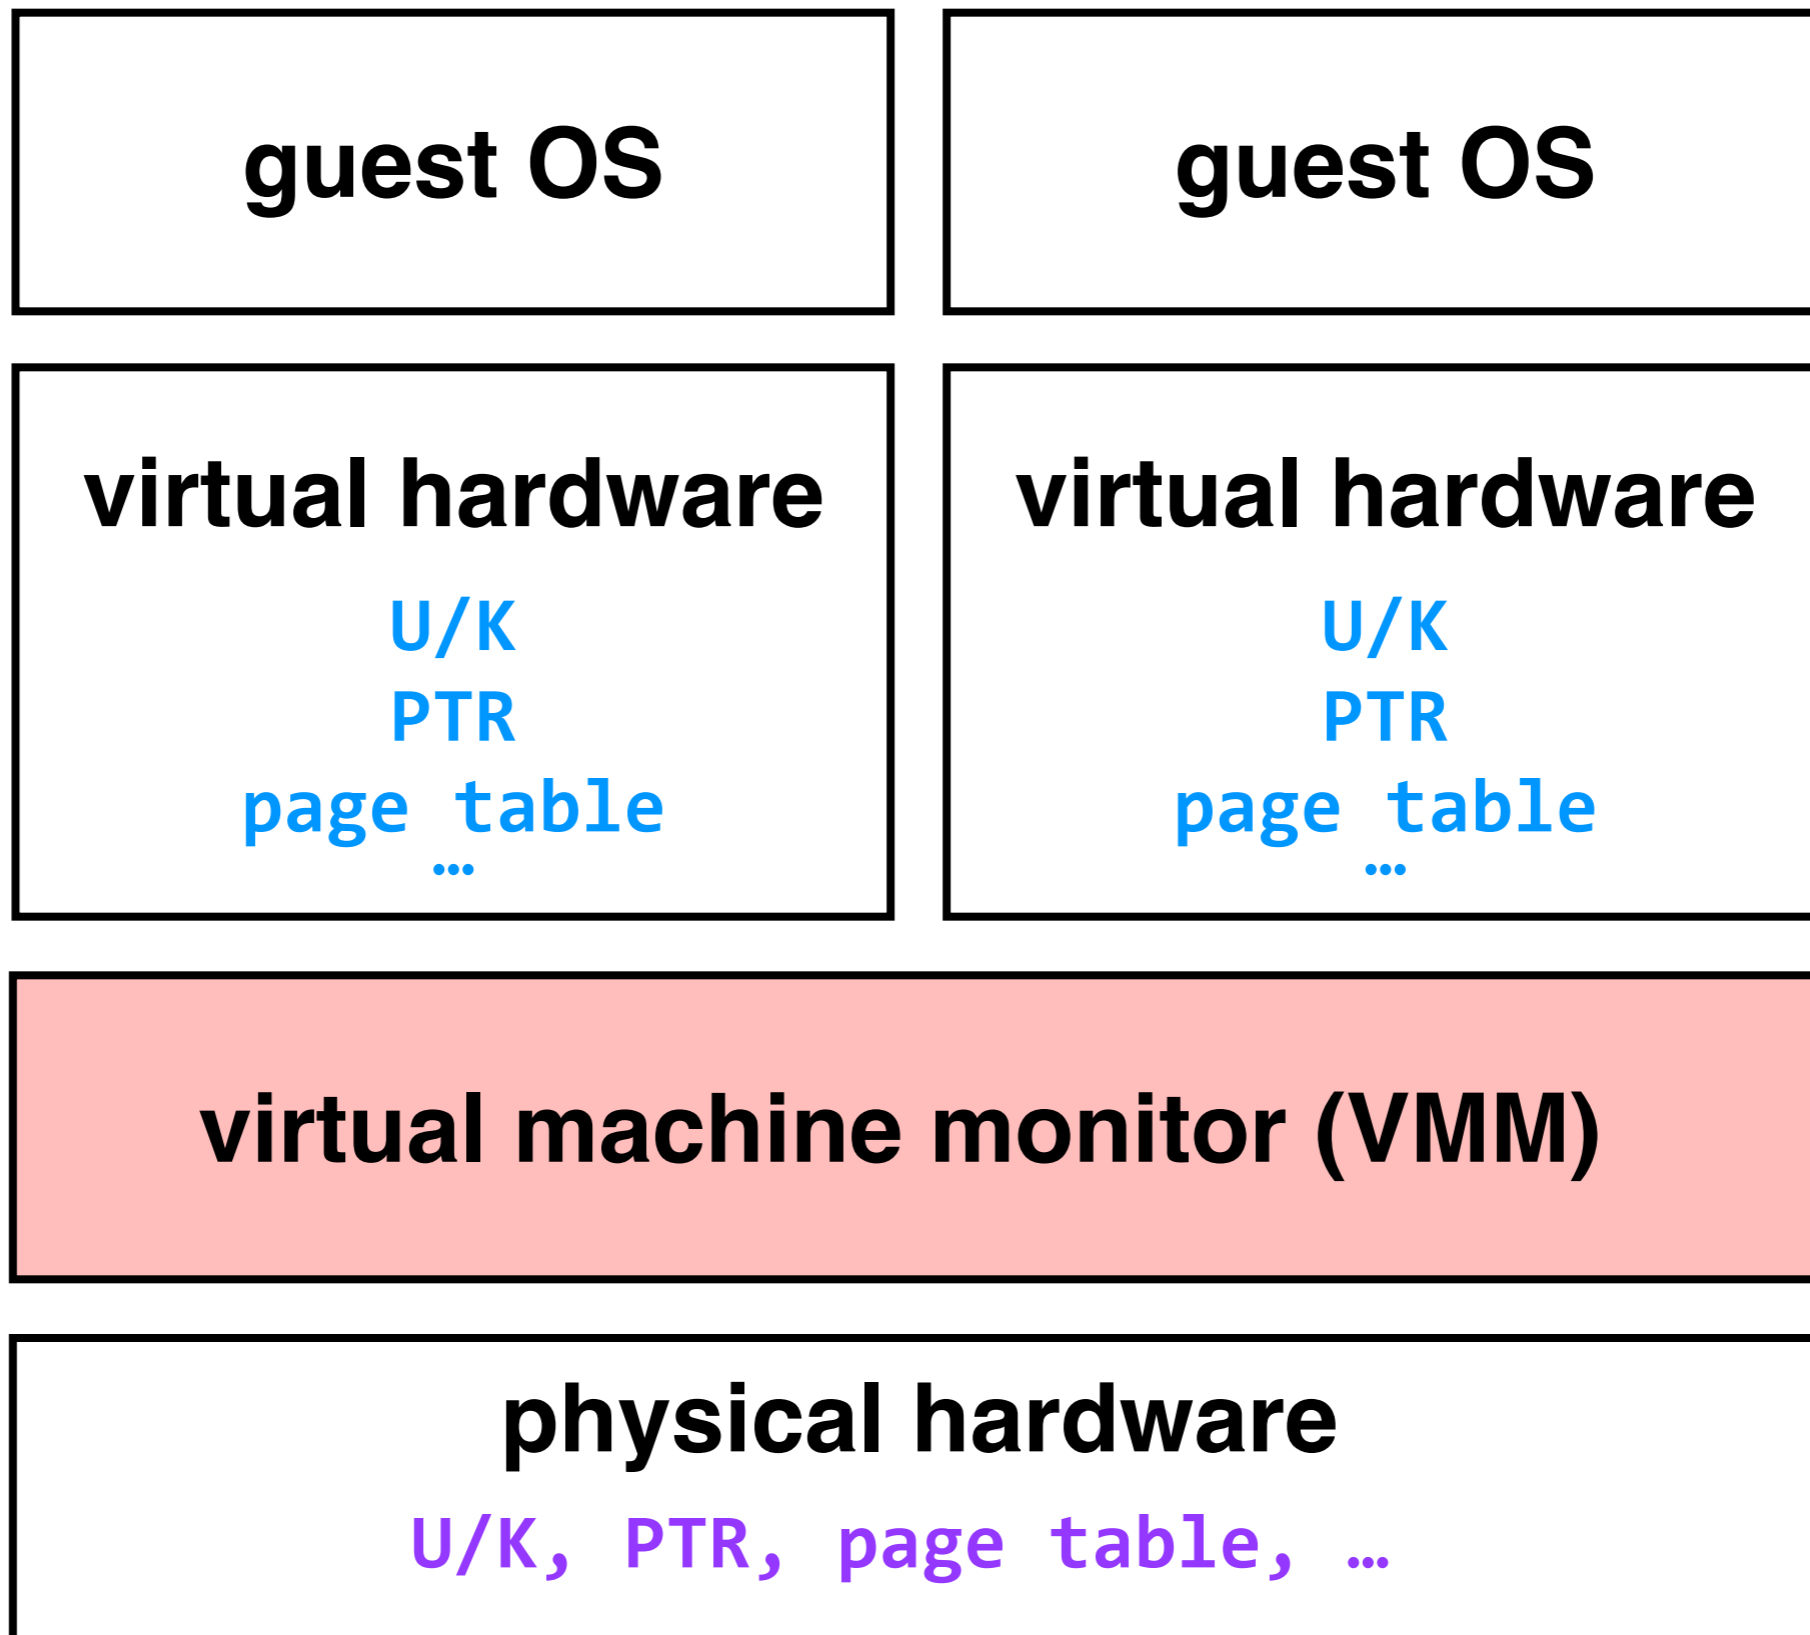 guest OS
guest OS
virtual hardware
U/K
PTR
page table
…
virtual hardware
U/K
PTR
page table
…
virtual machine monitor (VMM)
physical hardware
U/K, PTR, page table, …